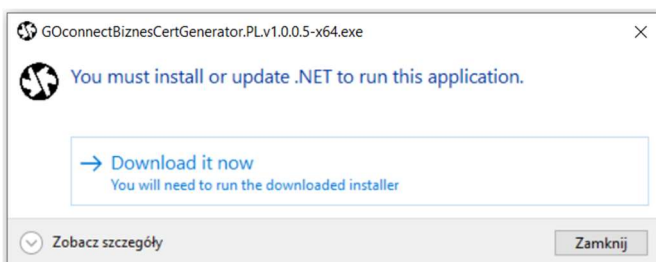 GOconnectBiznesCertGenerator.PL.v1.0.0.5-x64.exe
You must install or update .NET to run this application.
Download it now
You will need to run the downloaded installer
Zobacz szczegóły
Zamknij